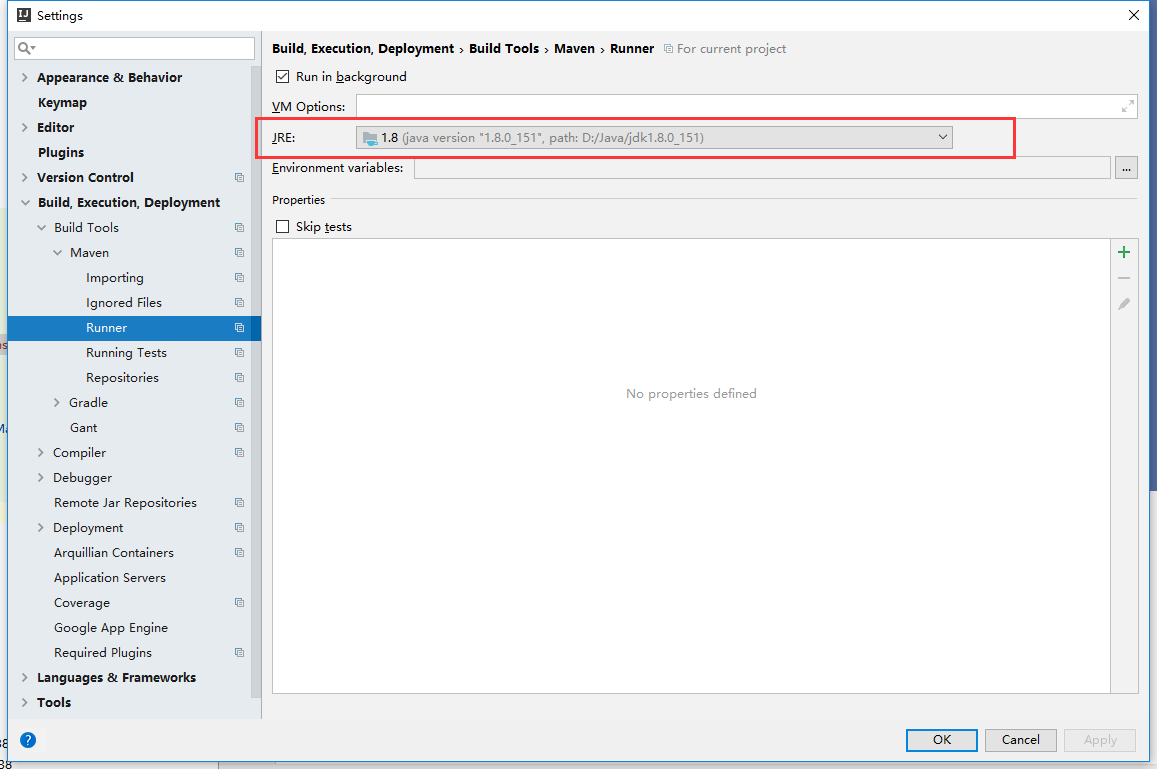 Settings
Build, Execution, Deployment › Build Tools › Maven › Runner For current project
Appearance & Behavior
Keymap
Editor
Plugins
Version Control
Build, Execution, Deployment
Build Tools
Maven
Importing
Ignored Files
Runner
Running Tests
Repositories
Gradle
Gant
Compiler
Debugger
Remote Jar Repositories
Deployment
Arquillian Containers
Application Servers
Coverage
Google App Engine
Required Plugins
Languages & Frameworks
Tools
Run in background
VM Options:
JRE: 1.8 (java version "1.8.0_151", path: D:/Java/jdk1.8.0_151)
Environment variables: ...
Properties
Skip tests
No properties defined
?
OK Cancel Apply